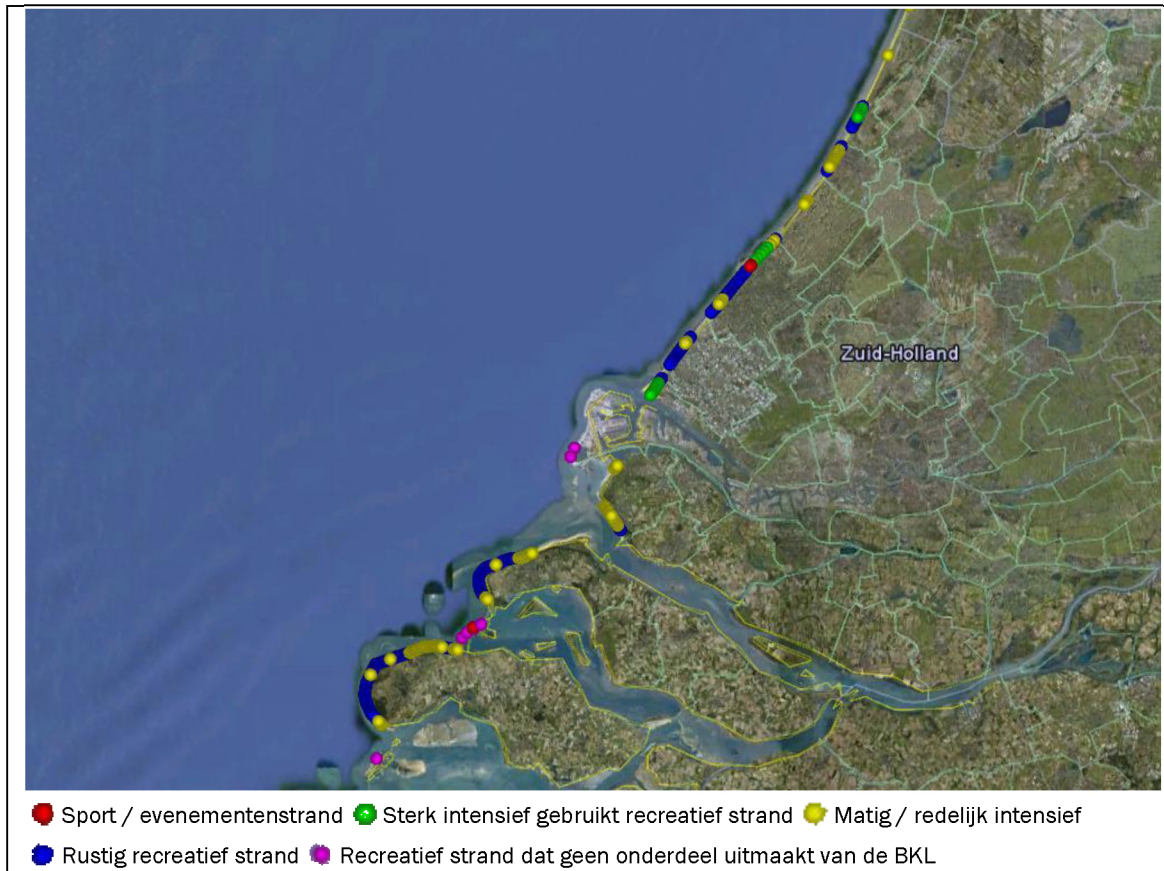 Zuid-Holland
Sport / evenementenstrand Sterk intensief gebruikt recreatief strand Matig / redelijk intensief
Rustig recreatief strand Recreatief strand dat geen onderdeel uitmaakt van de BKL